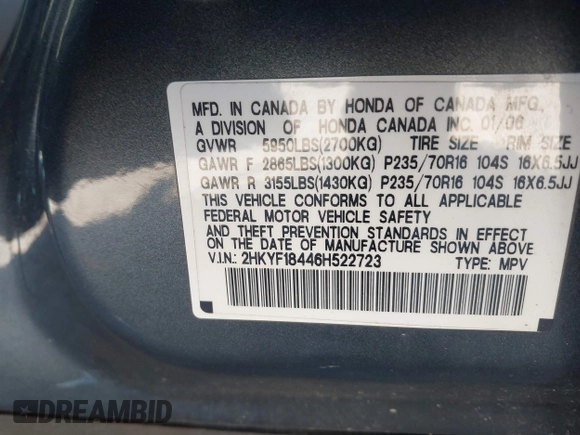 MFD. IN CANADA BY HONDA OF CANADA MFG.,
A DIVISION OF HONDA CANADA INC. 01/06
GVWR 5950LBS(2700KG) TIRE SIZE RIM SIZE
GAWR F 2865LBS(1300KG) P235/70R16 104S 16X6.5JJ
GAWR R 3155LBS(1430KG) P235/70R16 104S 16X6.5JJ
THIS VEHICLE CONFORMS TO ALL APPLICABLE
FEDERAL MOTOR VEHICLE SAFETY
AND THEFT PREVENTION STANDARDS IN EFFECT
ON THE DATE OF MANUFACTURE SHOWN ABOVE
V.I.N.: 2HKYF18446H522723 TYPE: MPV
DREAMBID